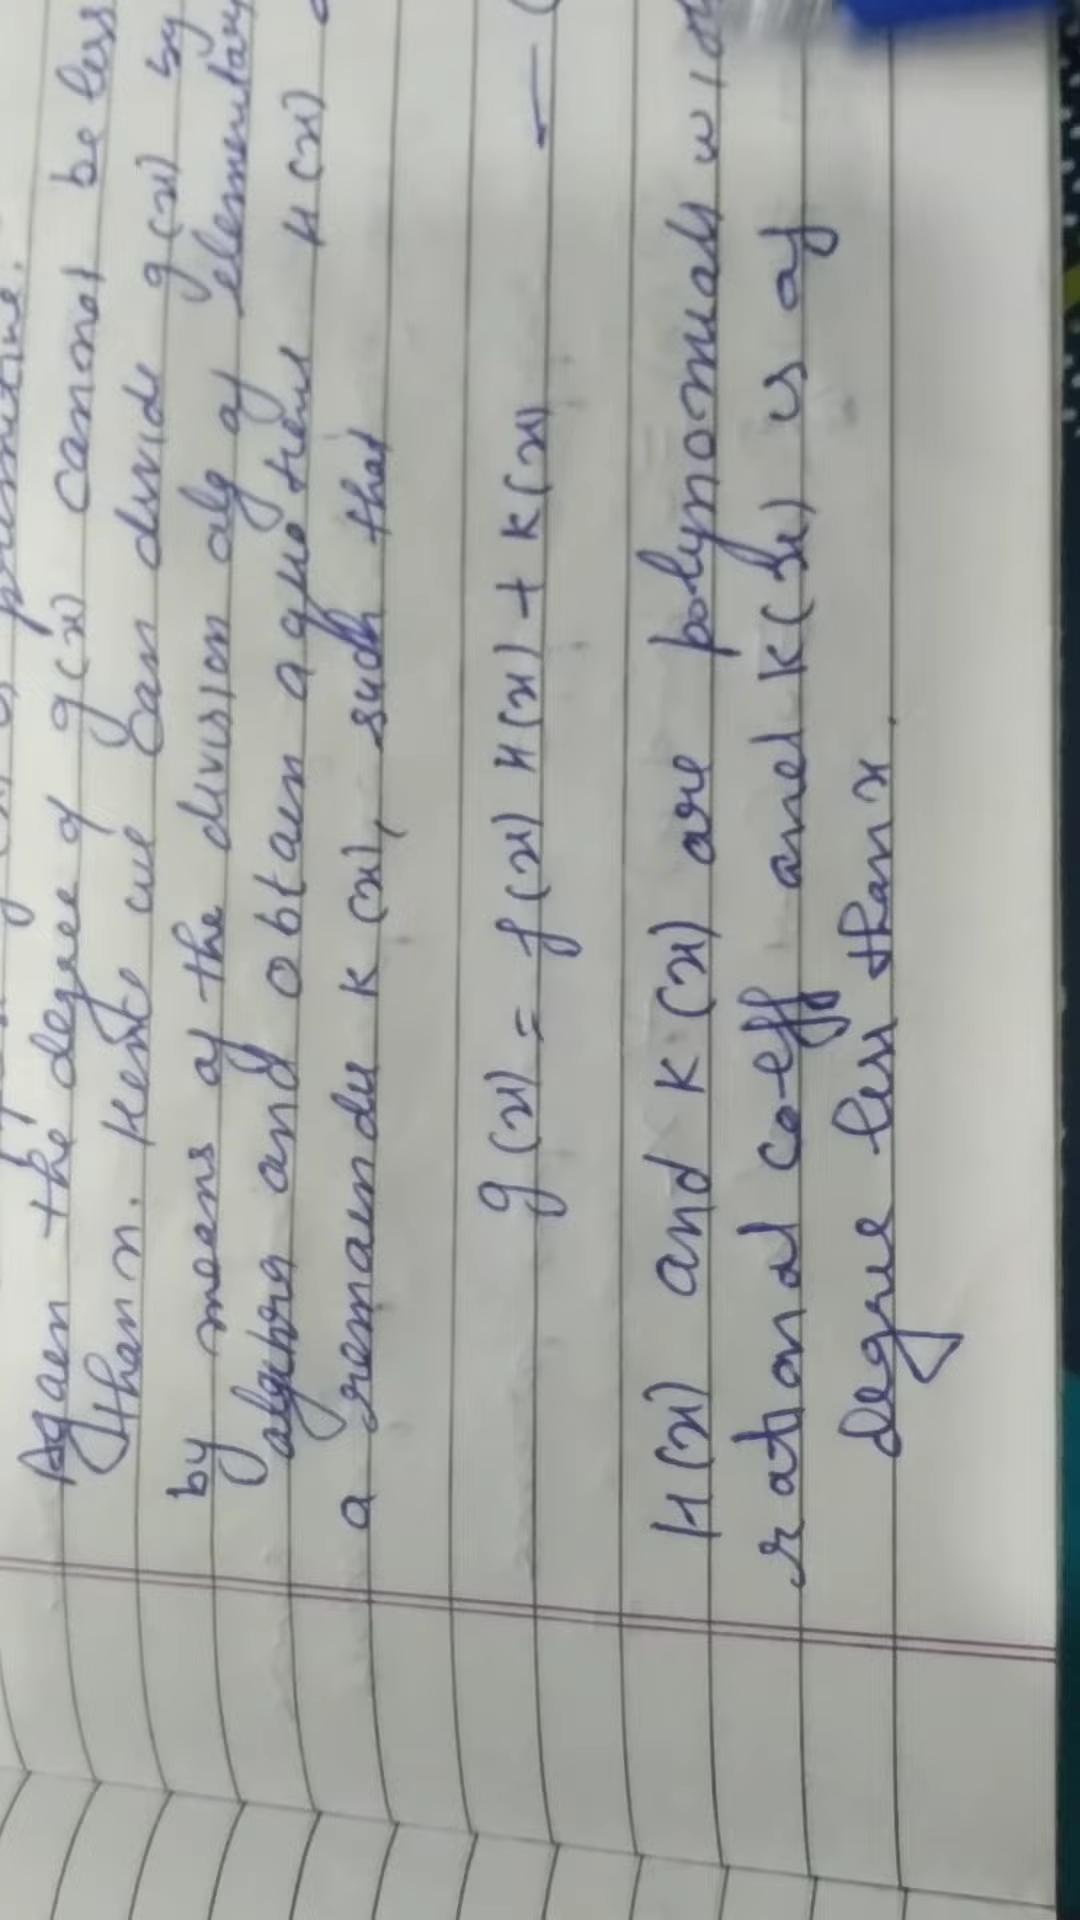 Again the degree of g(x) cannot be less
than n. Hence we can divide g(x) by
by means of the division alg of elementary
algebra and obtain a quotient H(x)
a remainder K(x), such that
g(x) = f(x) H(x) + K(x) — (
H(x) and K(x) are polynomials with
rational co-eff and K(x) is of
degree less than n